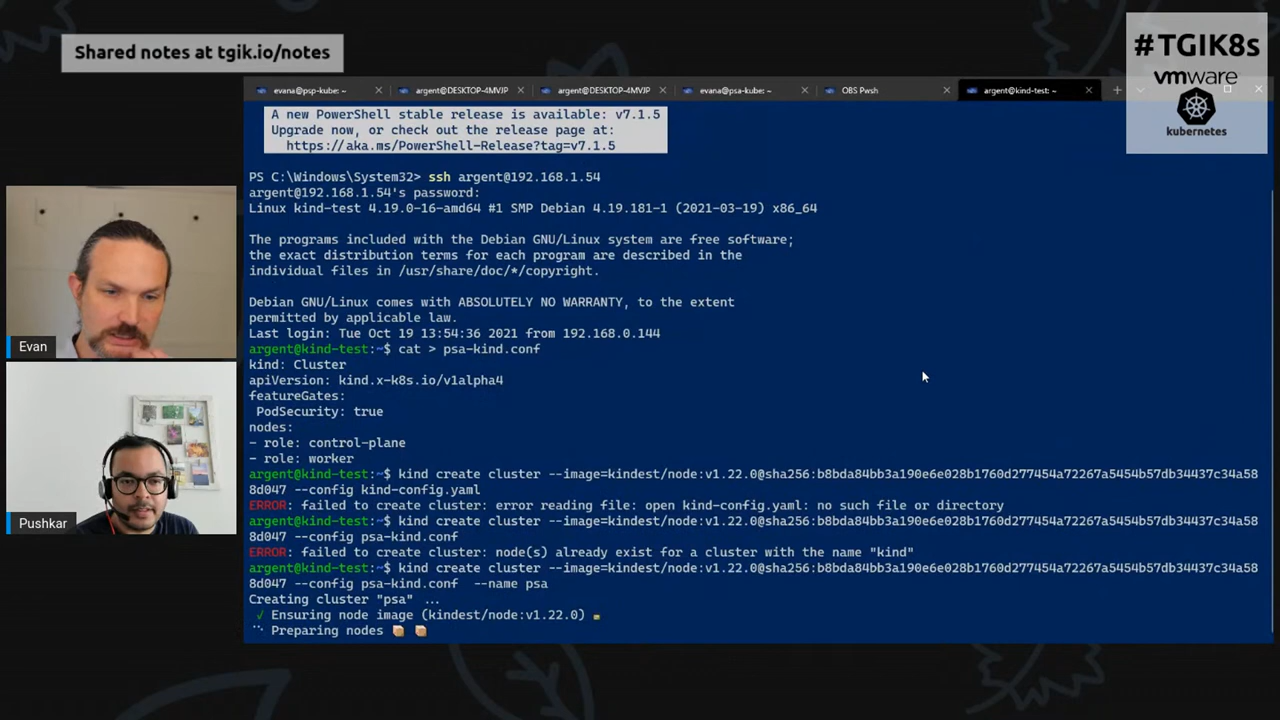 Shared notes at tgik.io/notes
#TGIK8s
vmware
kubernetes
evana@psp-kube: ~
argent@DESKTOP-4MVJP
argent@DESKTOP-4MVJP
evana@psa-kube: ~
OBS Pwsh
argent@kind-test: ~
A new PowerShell stable release is available: v7.1.5
Upgrade now, or check out the release page at:
https://aka.ms/PowerShell-Release?tag=v7.1.5
PS C:\Windows\System32> ssh argent@192.168.1.54
argent@192.168.1.54's password:
Linux kind-test 4.19.0-16-amd64 #1 SMP Debian 4.19.181-1 (2021-03-19) x86_64
The programs included with the Debian GNU/Linux system are free software;
the exact distribution terms for each program are described in the
individual files in /usr/share/doc/*/copyright.
Debian GNU/Linux comes with ABSOLUTELY NO WARRANTY, to the extent
permitted by applicable law.
Last login: Tue Oct 19 13:54:36 2021 from 192.168.0.144
argent@kind-test:~$ cat > psa-kind.conf
kind: Cluster
apiVersion: kind.x-k8s.io/v1alpha4
featureGates:
PodSecurity: true
nodes:
- role: control-plane
- role: worker
argent@kind-test:~$ kind create cluster --image=kindest/node:v1.22.0@sha256:b8bda84bb3a190e6e028b1760d277454a72267a5454b57db34437c34a58
8d047 --config kind-config.yaml
ERROR: failed to create cluster: error reading file: open kind-config.yaml: no such file or directory
argent@kind-test:~$ kind create cluster --image=kindest/node:v1.22.0@sha256:b8bda84bb3a190e6e028b1760d277454a72267a5454b57db34437c34a58
8d047 --config psa-kind.conf
ERROR: failed to create cluster: node(s) already exist for a cluster with the name "kind"
argent@kind-test:~$ kind create cluster --image=kindest/node:v1.22.0@sha256:b8bda84bb3a190e6e028b1760d277454a72267a5454b57db34437c34a58
8d047 --config psa-kind.conf  --name psa
Creating cluster "psa" ...
✓ Ensuring node image (kindest/node:v1.22.0)
Preparing nodes
Evan
Pushkar